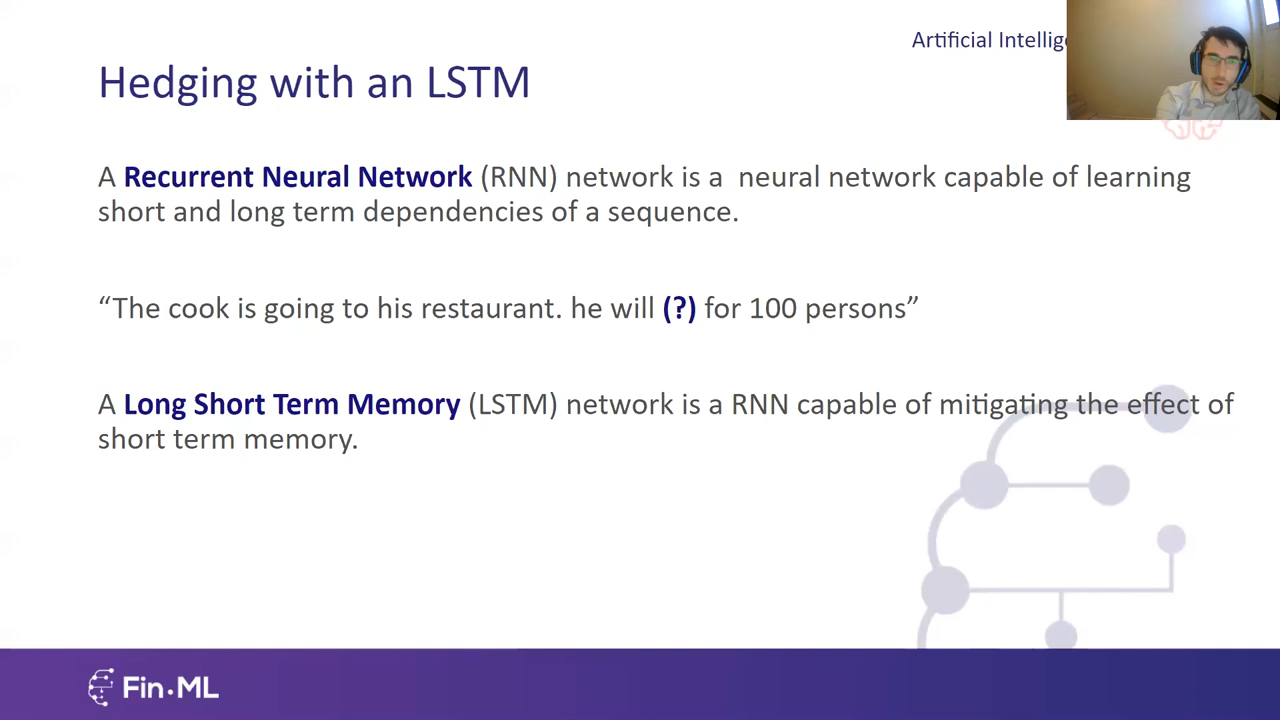 Artificial
Hedging with an LSTM
A Recurrent Neural Network (RNN) network is a neural network capable of learning
short and long term dependencies of a sequence.
“The cook is going to his restaurant. he will (?) for 100 persons”
A Long Short Term Memory (LSTM) network is a RNN capable of mitigating the effect of
short term memory.
Fin·ML